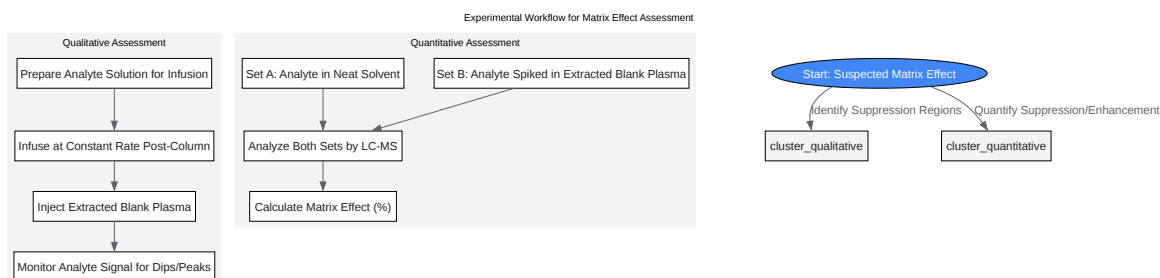 Experimental Workflow for Matrix Effect Assessment
Qualitative Assessment
Prepare Analyte Solution for Infusion
Infuse at Constant Rate Post-Column
Inject Extracted Blank Plasma
Monitor Analyte Signal for Dips/Peaks
Quantitative Assessment
Set A: Analyte in Neat Solvent
Set B: Analyte Spiked in Extracted Blank Plasma
Analyze Both Sets by LC-MS
Calculate Matrix Effect (%)
Start: Suspected Matrix Effect
Identify Suppression Regions
Quantify Suppression/Enhancement
cluster_qualitative
cluster_quantitative